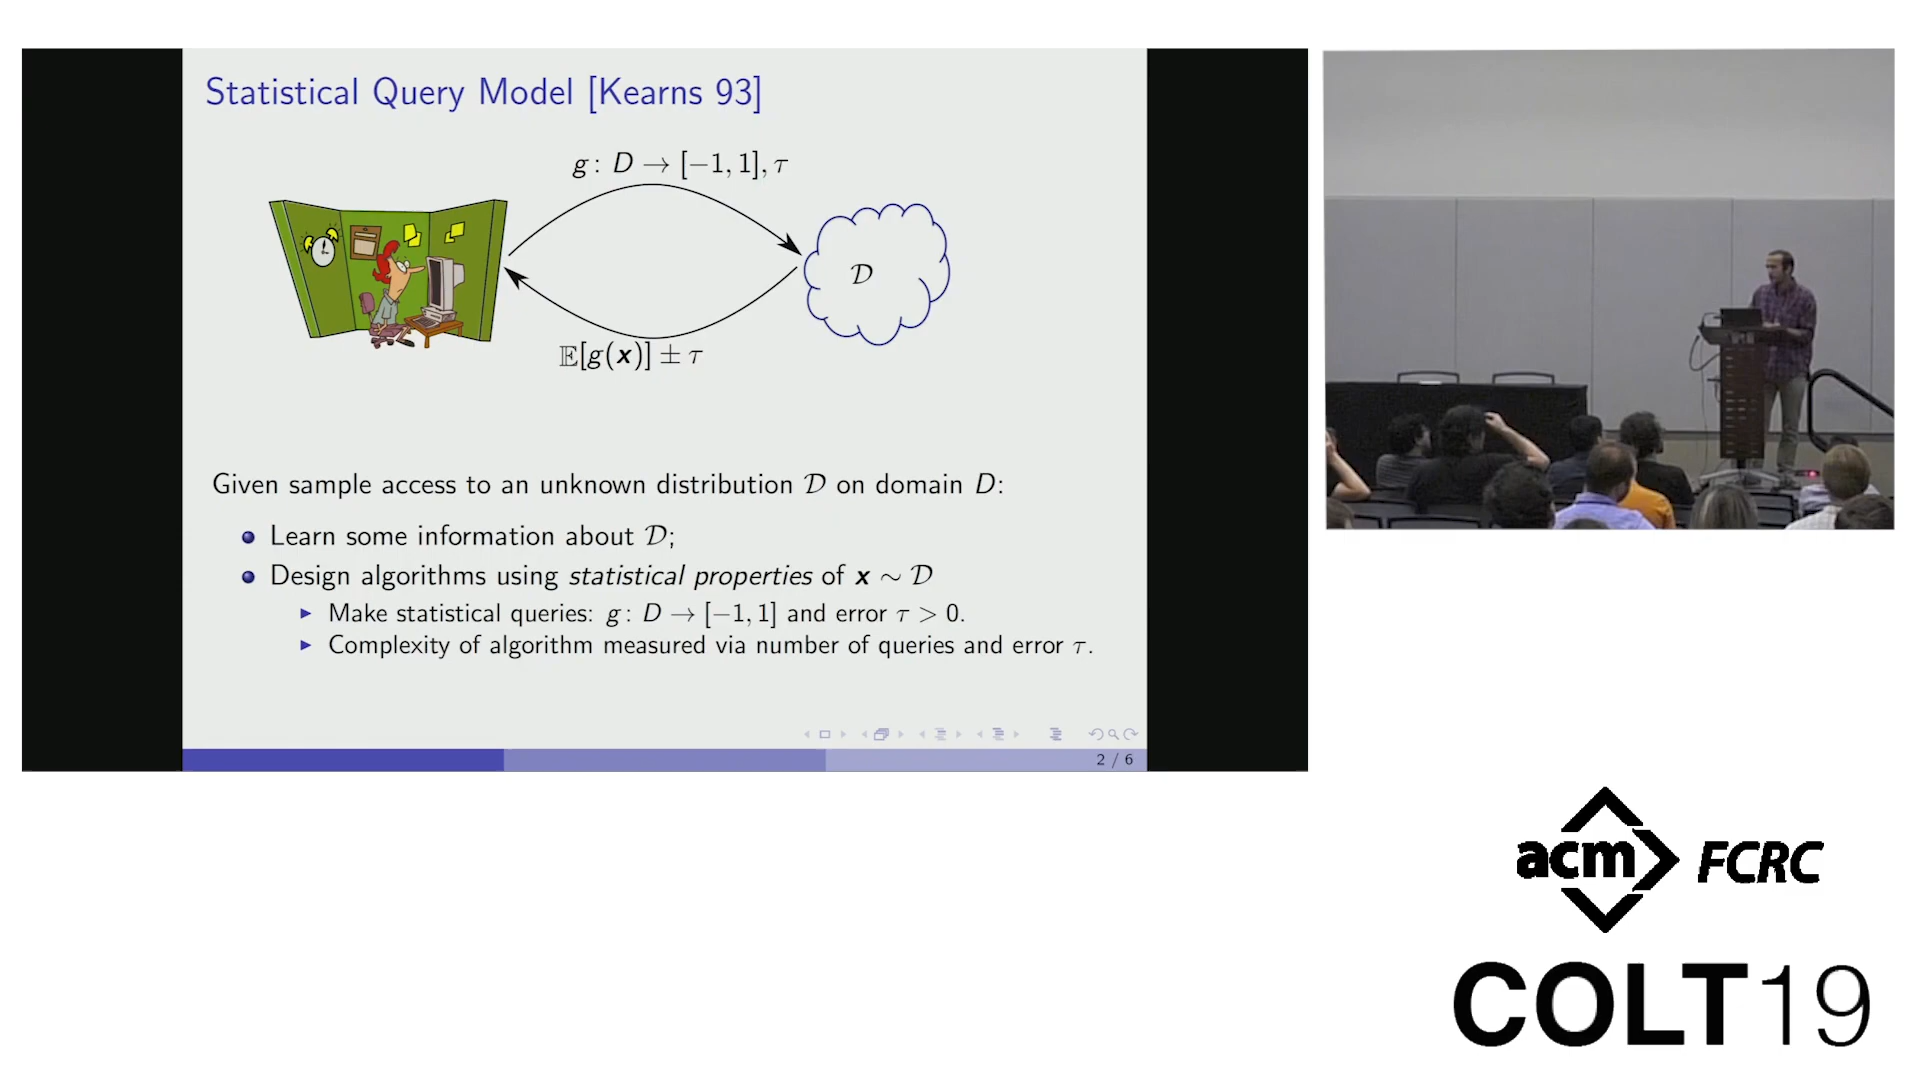 Statistical Query Model [Kearns 93]
g : D → [−1, 1], τ
𝒟
𝔼[g(x)] ± τ
Given sample access to an unknown distribution 𝒟 on domain D:
Learn some information about 𝒟;
Design algorithms using statistical properties of x ∼ 𝒟
Make statistical queries: g : D → [−1, 1] and error τ > 0.
Complexity of algorithm measured via number of queries and error τ.
2 / 6
acm FCRC
COLT19